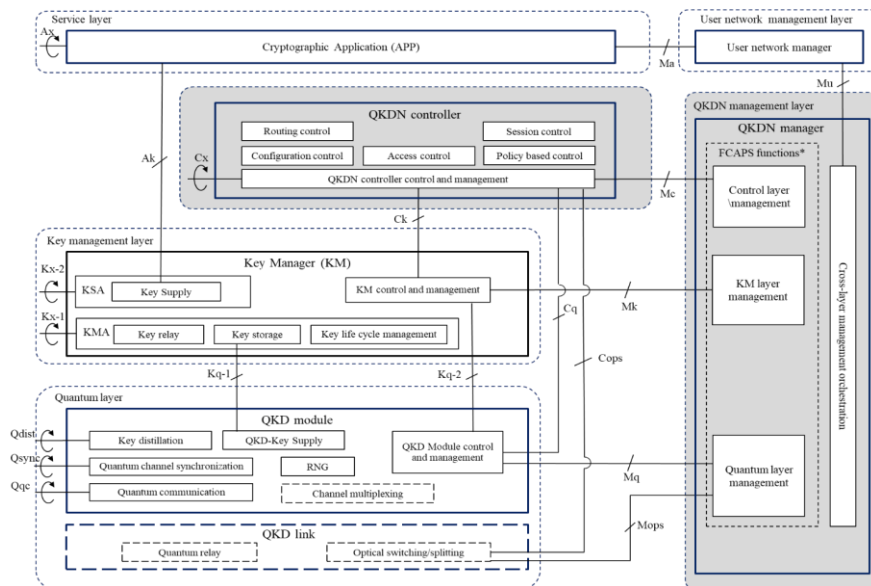 Service layer
User network management layer
Ax
Cryptographic Application (APP)
Ma
User network manager
Mu
QKDN controller
QKDN management layer
Routing control
Session control
QKDN manager
Ak
Cx
Configuration control
Access control
Policy based control
FCAPS functions*
QKDN controller control and management
Mc
Control layer
\management
Ck
Key management layer
Key Manager (KM)
Kx-2
KSA
Key Supply
KM control and management
Mk
KM layer
management
Cross-layer management orchestration
Kx-1
KMA
Key relay
Key storage
Key life cycle management
Cq
Cops
Kq-1
Kq-2
Quantum layer
QKD module
Qdist
Key distillation
QKD-Key Supply
QKD Module control
and management
Qsync
Quantum channel synchronization
RNG
Mq
Quantum layer
management
Qqc
Quantum communication
Channel multiplexing
Mops
QKD link
Quantum relay
Optical switching/splitting